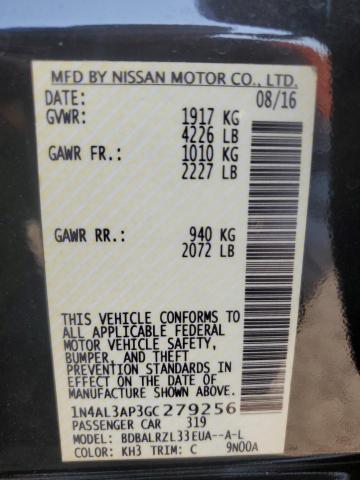 MFD BY NISSAN MOTOR CO., LTD.
DATE: 08/16
GVWR: 1917 KG
4226 LB
GAWR FR.: 1010 KG
2227 LB
GAWR RR.: 940 KG
2072 LB
THIS VEHICLE CONFORMS TO
ALL APPLICABLE FEDERAL
MOTOR VEHICLE SAFETY,
BUMPER, AND THEFT
PREVENTION STANDARDS
IN EFFECT ON THE DATE OF
MANUFACTURE SHOWN ABOVE.
1N4AL3AP3GC279256
PASSENGER CAR 319
MODEL: BDBALRZL33EUA--A-L
COLOR: KH3 TRIM: C 9N00A